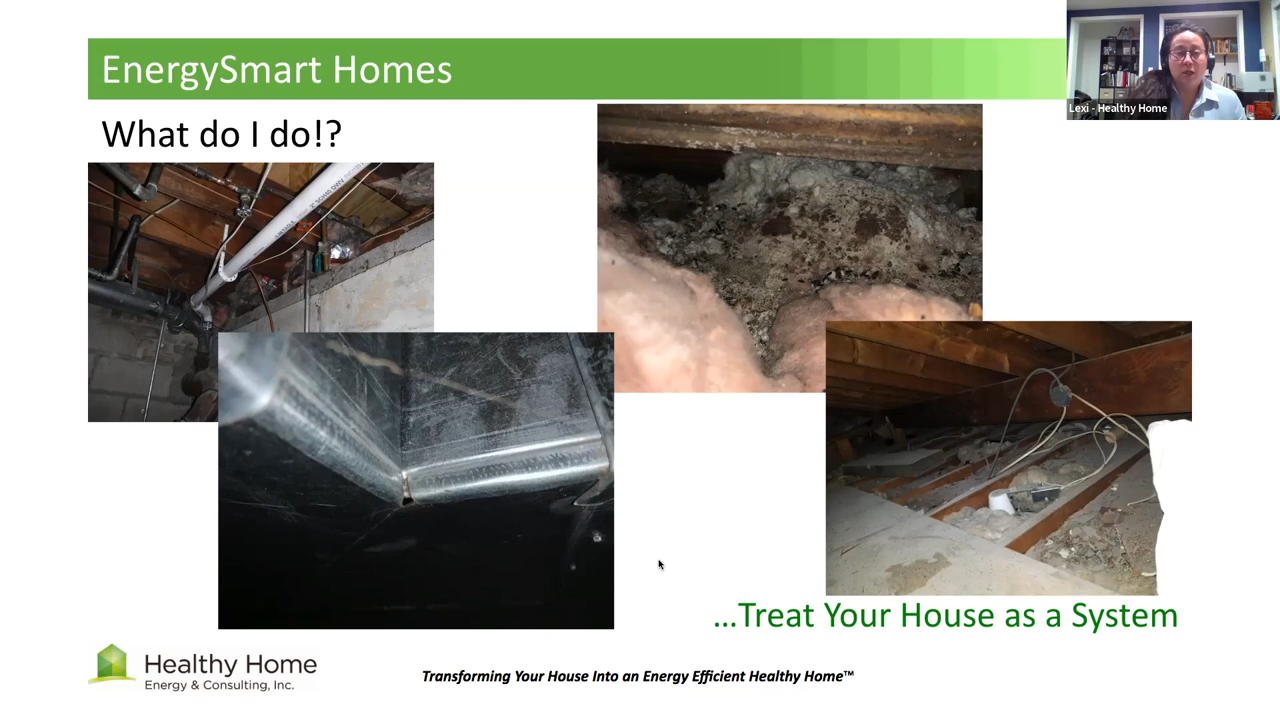 EnergySmart Homes
Lexi - Healthy Home
What do I do!?
...Treat Your House as a System
Healthy Home
Energy & Consulting, Inc.
Transforming Your House Into an Energy Efficient Healthy Home™